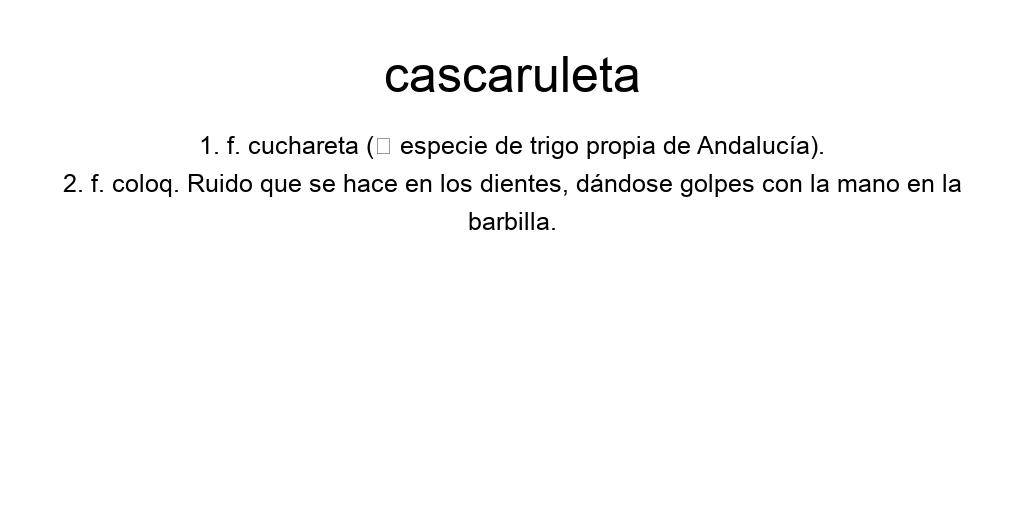 cascaruleta
1. f. cuchareta (▯ especie de trigo propia de Andalucía).
2. f. coloq. Ruido que se hace en los dientes, dándose golpes con la mano en la
barbilla.